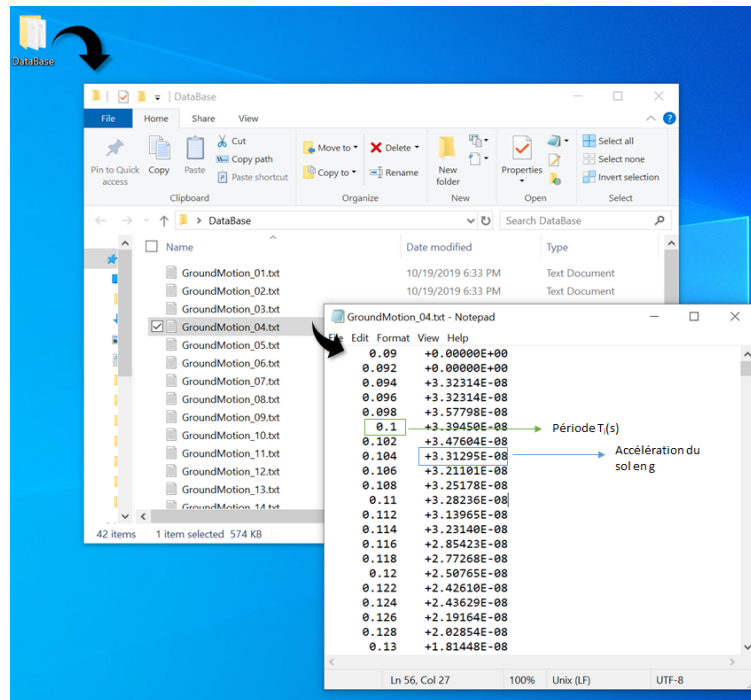 DataBase
DataBase
File Home Share View
Pin to Quick access
Copy
Paste
Cut
Copy path
Paste shortcut
Clipboard
Move to
Copy to
Delete
Rename
Organize
New folder
New
Properties
Open
Select all
Select none
Invert selection
Select
DataBase
Search DataBase
Name Date modified Type
GroundMotion_01.txt 10/19/2019 6:33 PM Text Document
GroundMotion_02.txt 10/19/2019 6:33 PM Text Document
GroundMotion_03.txt
GroundMotion_04.txt
GroundMotion_05.txt
GroundMotion_06.txt
GroundMotion_07.txt
GroundMotion_08.txt
GroundMotion_09.txt
GroundMotion_10.txt
GroundMotion_11.txt
GroundMotion_12.txt
GroundMotion_13.txt
GroundMotion_14.txt
42 items 1 item selected 574 KB
GroundMotion_04.txt - Notepad
File Edit Format View Help
0.09 +0.00000E+00
0.092 +0.00000E+00
0.094 +3.32314E-08
0.096 +3.32314E-08
0.098 +3.57798E-08
0.1 +3.39450E-08
0.102 +3.47604E-08
0.104 +3.31295E-08
0.106 +3.21101E-08
0.108 +3.25178E-08
0.11 +3.28236E-08
0.112 +3.13965E-08
0.114 +3.23140E-08
0.116 +2.85423E-08
0.118 +2.77268E-08
0.12 +2.50765E-08
0.122 +2.42610E-08
0.124 +2.43629E-08
0.126 +2.19164E-08
0.128 +2.02854E-08
0.13 +1.81448E-08
Période Ti(s)
Accélération du
sol en g
Ln 56, Col 27 100% Unix (LF) UTF-8